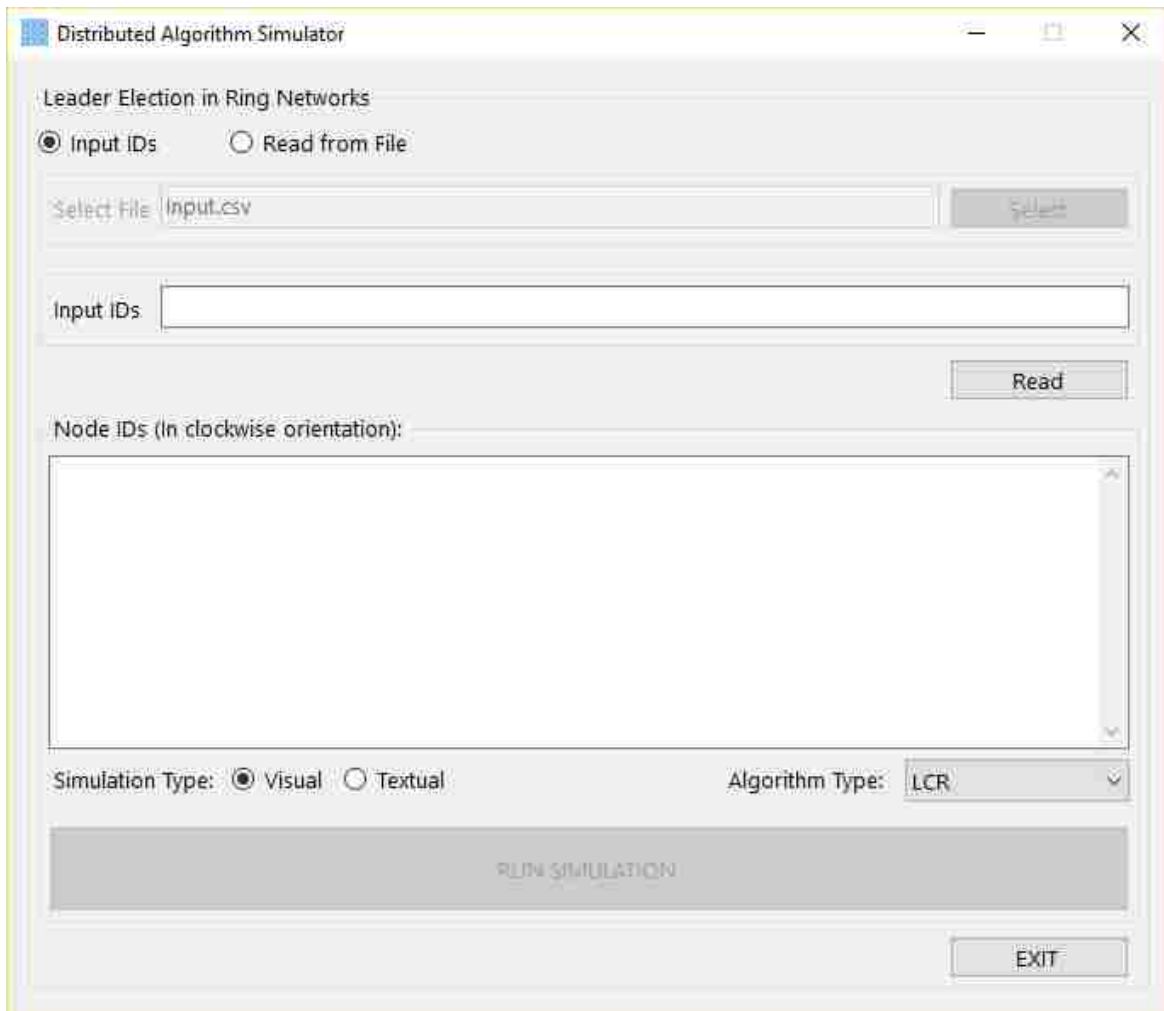 Distributed Algorithm Simulator
Leader Election in Ring Networks
Input IDs Read from File
Select File Input.csv Select
Input IDs
Read
Node IDs (In clockwise orientation):
Simulation Type: Visual Textual Algorithm Type: LCR
RUN SIMULATION
EXIT